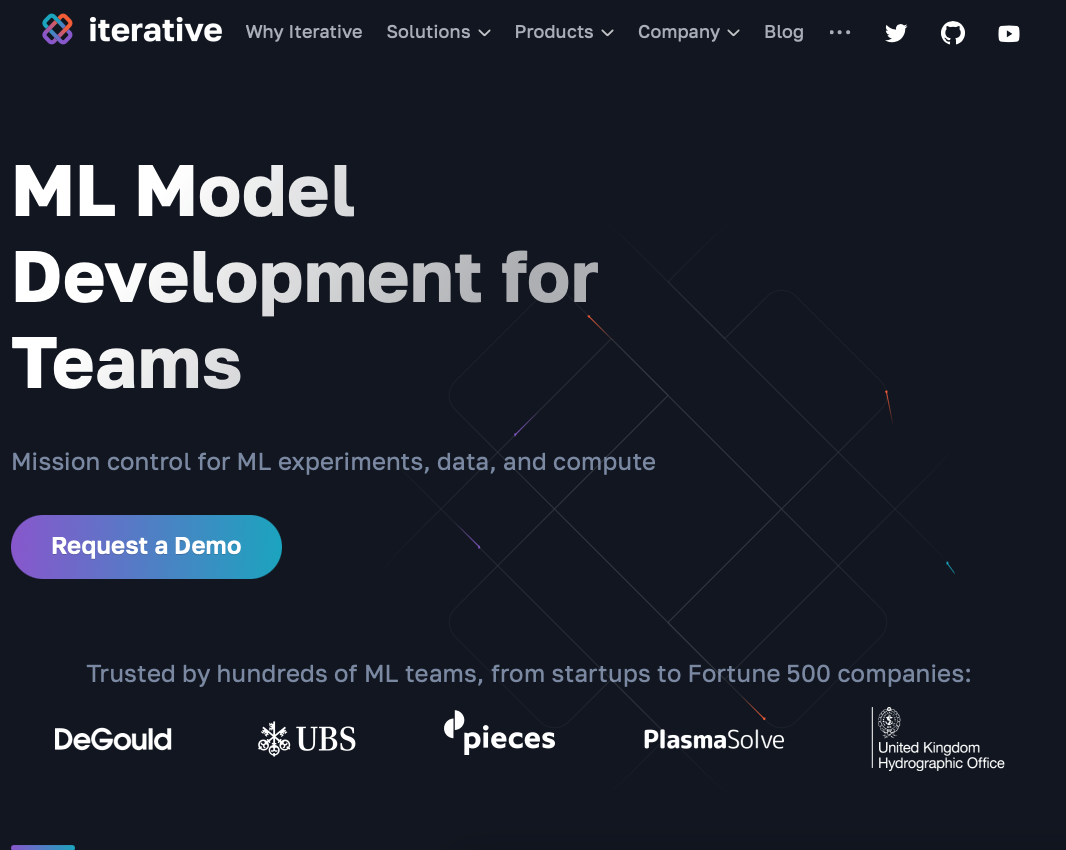 iterative Why Iterative Solutions Products Company Blog ...
ML Model
Development for
Teams
Mission control for ML experiments, data, and compute
Request a Demo
Trusted by hundreds of ML teams, from startups to Fortune 500 companies:
DeGould UBS pieces PlasmaSolve United Kingdom
Hydrographic Office